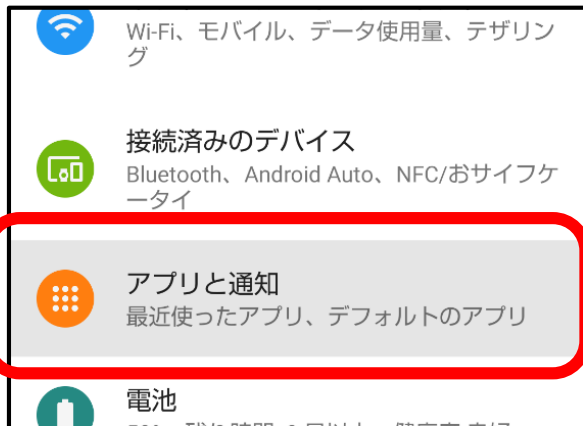 Wi-Fi、モバイル、データ使用量、テザリン
グ
接続済みのデバイス
Bluetooth、Android Auto、NFC/おサイフケ
ータイ
アプリと通知
最近使ったアプリ、デフォルトのアプリ
電池